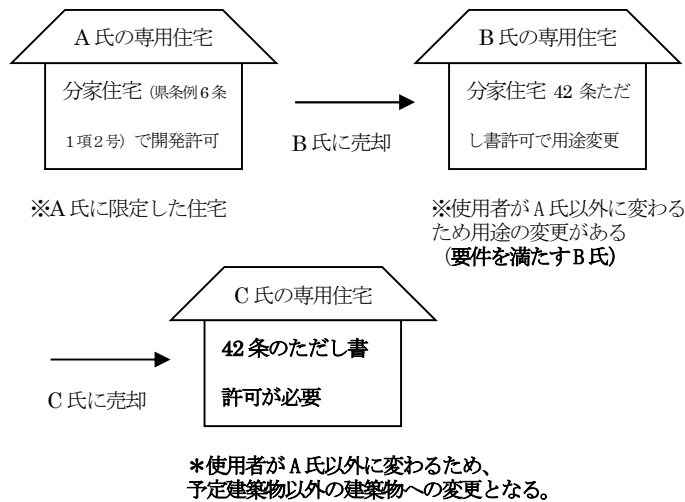 A氏の専用住宅
分家住宅（県条例６条
１項２号）で開発許可
※A氏に限定した住宅
B氏に売却
B氏の専用住宅
分家住宅 42条ただ
し書許可で用途変更
※使用者がA氏以外に変わる
ため用途の変更がある
（要件を満たすB氏）
C氏に売却
C氏の専用住宅
42条のただし書
許可が必要
＊使用者がA氏以外に変わるため、
予定建築物以外の建築物への変更となる。